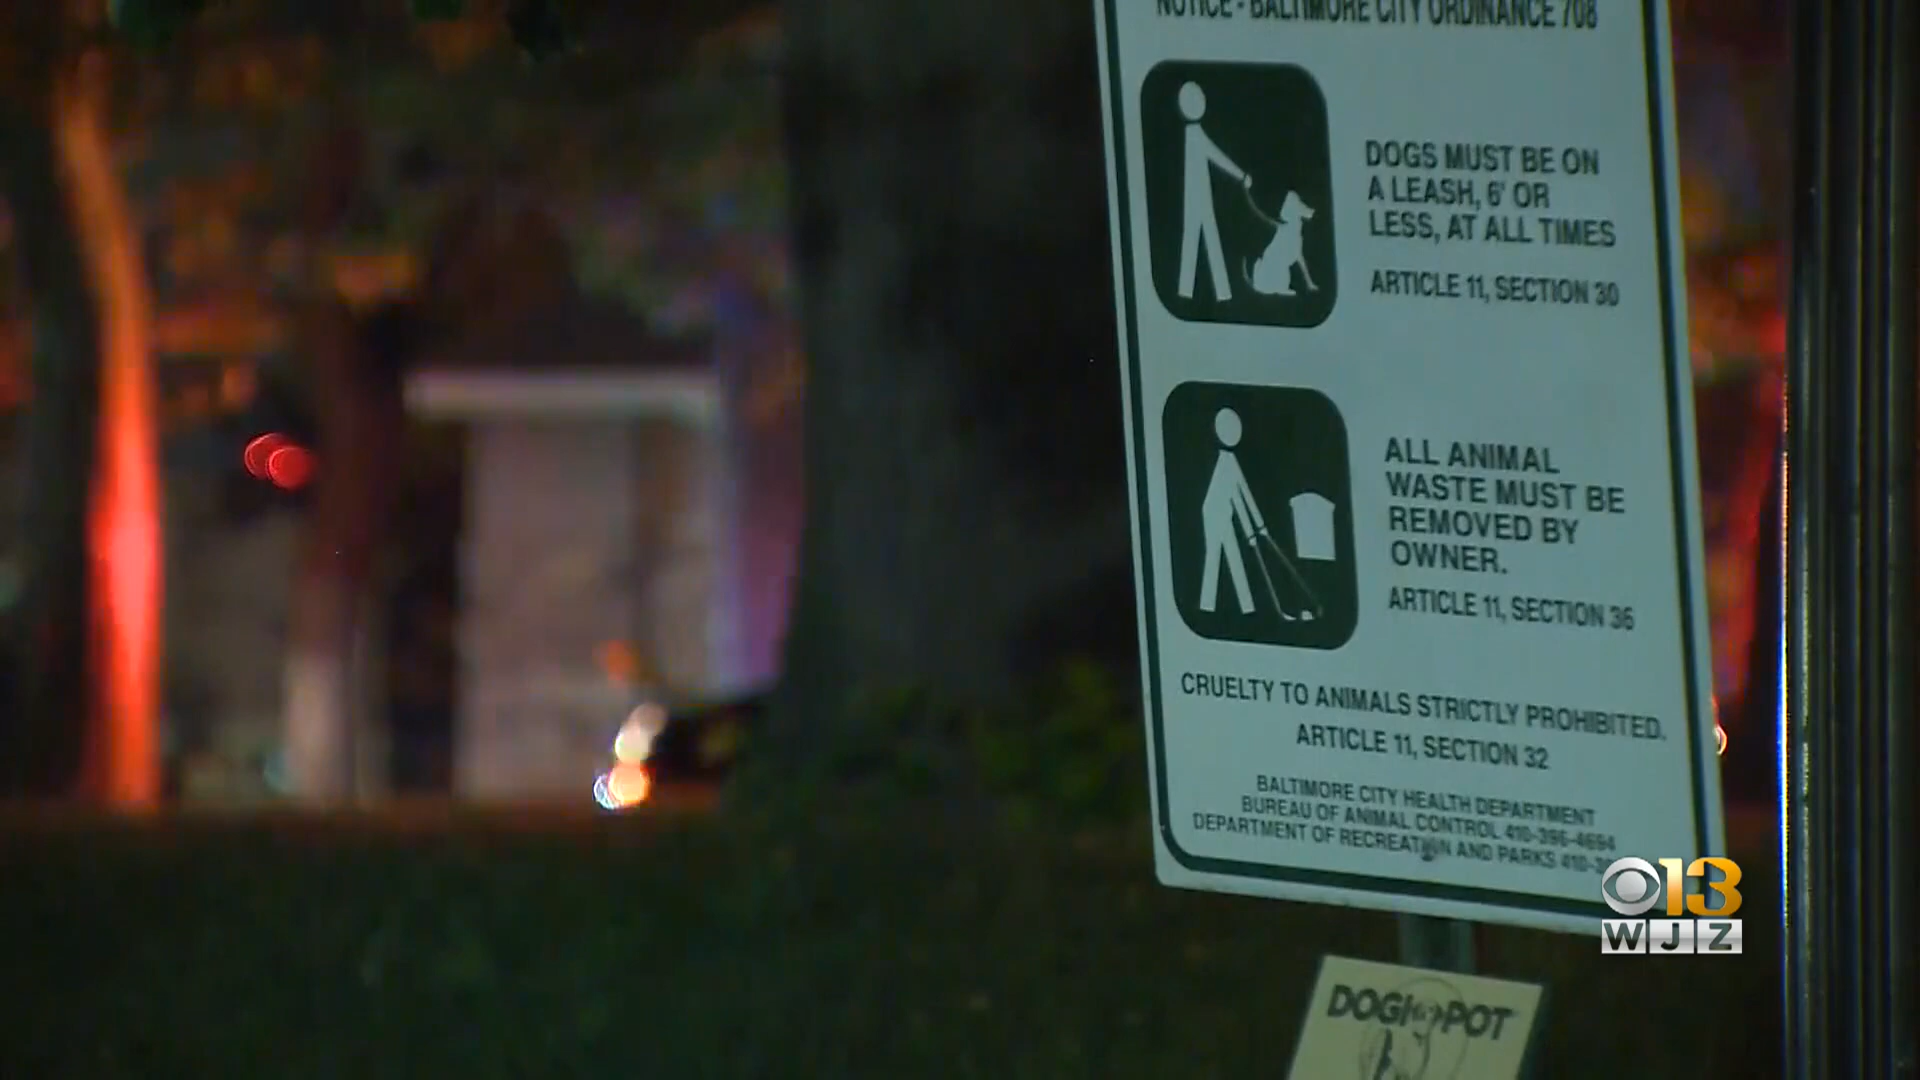 NOTICE - BALTIMORE CITY ORDINANCE 708
DOGS MUST BE ON
A LEASH, 6' OR
LESS, AT ALL TIMES
ARTICLE 11, SECTION 30
ALL ANIMAL
WASTE MUST BE
REMOVED BY
OWNER.
ARTICLE 11, SECTION 36
CRUELTY TO ANIMALS STRICTLY PROHIBITED.
ARTICLE 11, SECTION 32
BALTIMORE CITY HEALTH DEPARTMENT
BUREAU OF ANIMAL CONTROL 410-396-4694
DEPARTMENT OF RECREATION AND PARKS 410-3
13
WJZ
DOGIPOT